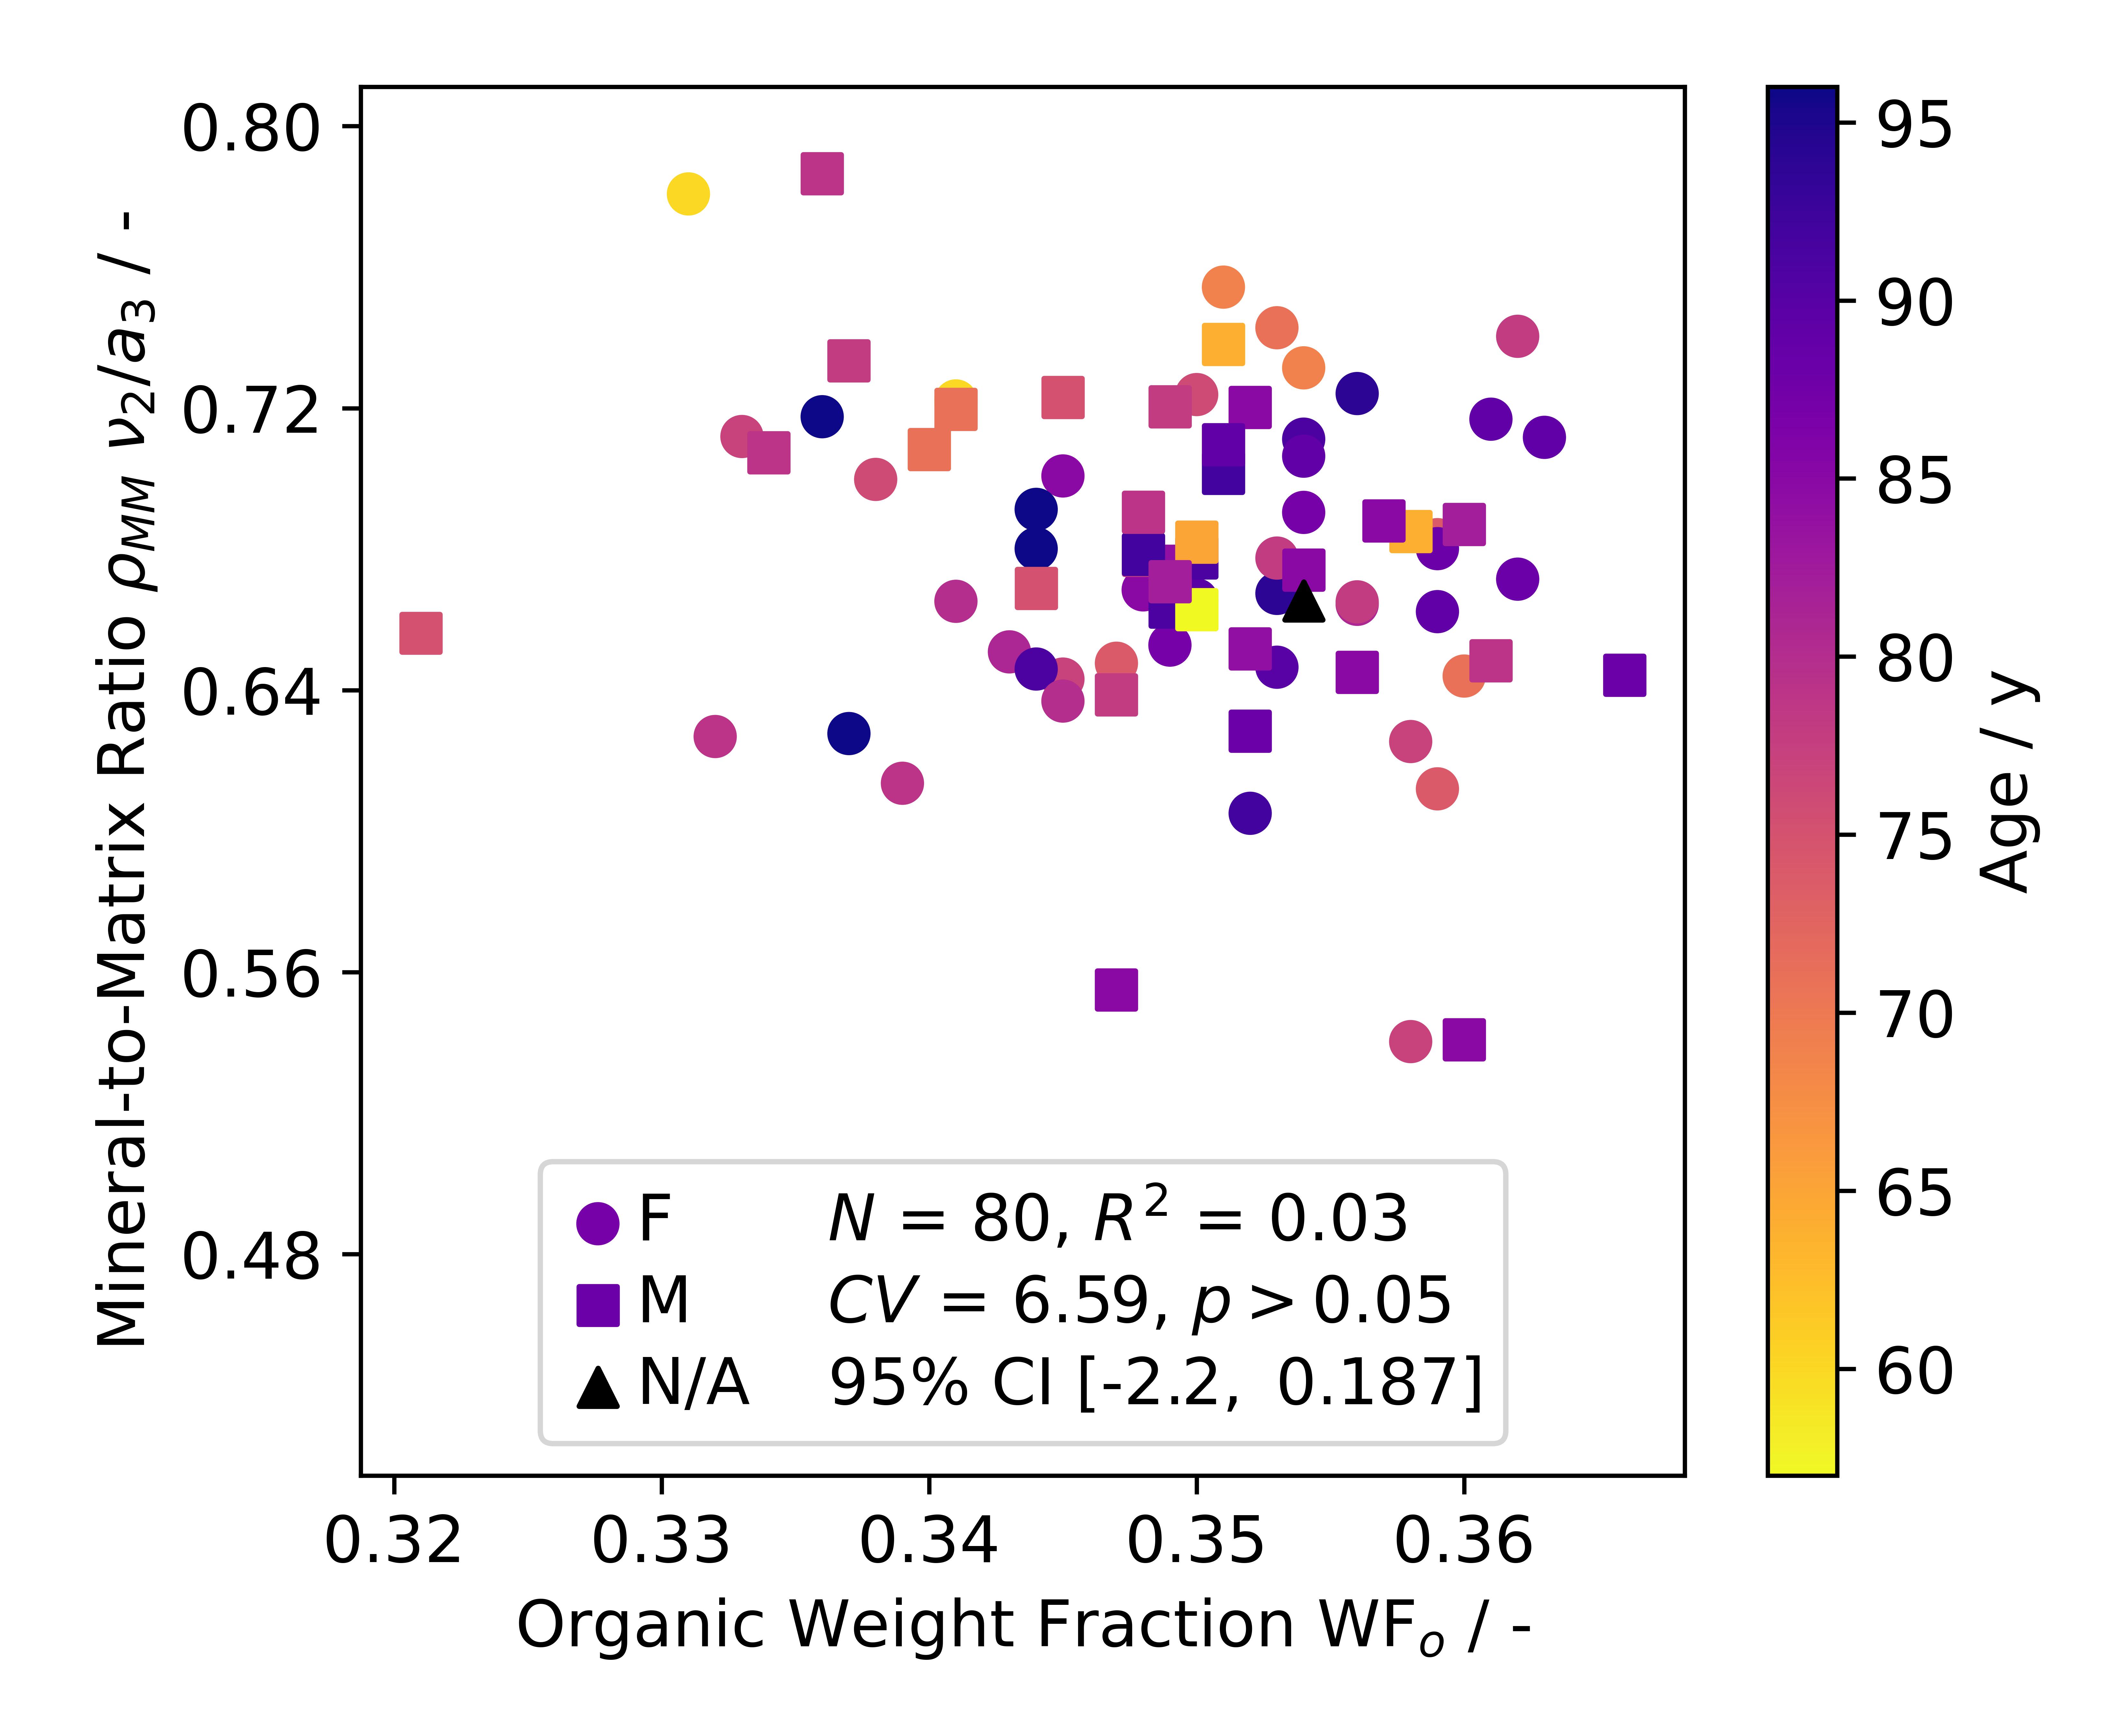 Mineral-to-Matrix Ratio ρMM ν₂/a₃ / -
0.80
0.72
0.64
0.56
0.48
F N = 80, R² = 0.03
M CV = 6.59, p > 0.05
N/A 95% CI [-2.2, 0.187]
0.32 0.33 0.34 0.35 0.36
Organic Weight Fraction WFₒ / -
95
90
85
80
75
70
65
60
Age / y